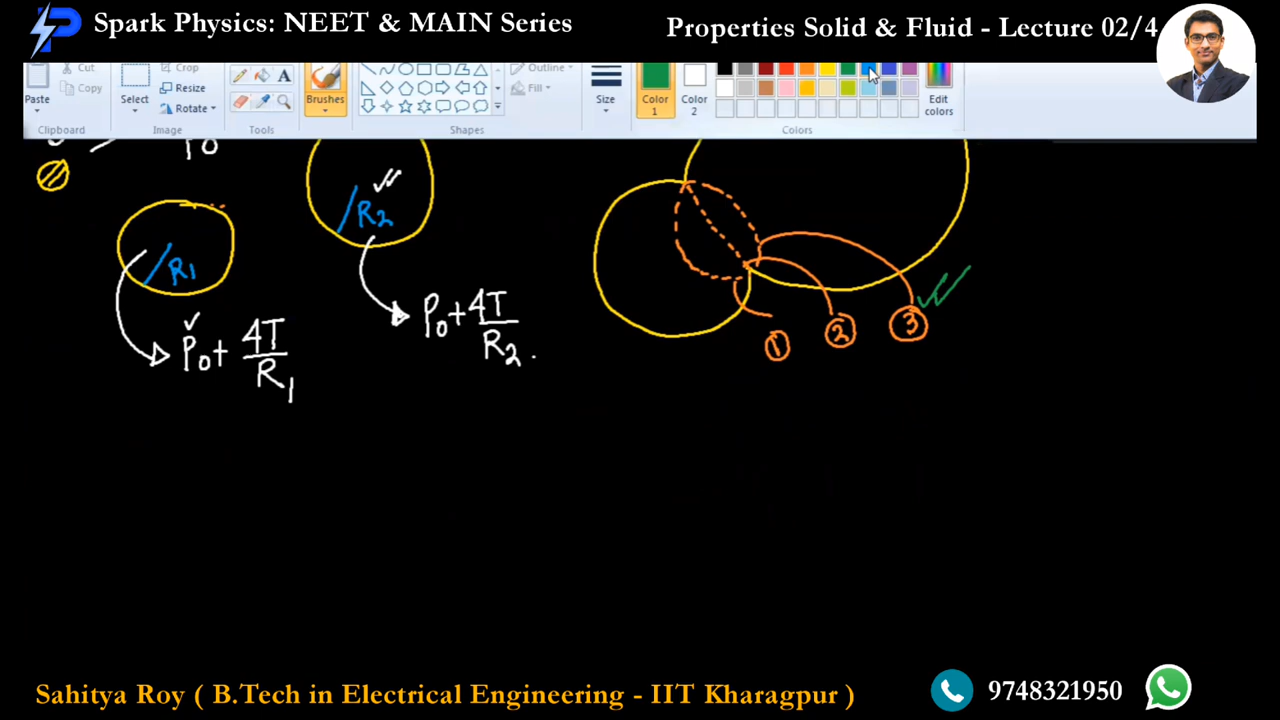 Spark Physics: NEET & MAIN Series
Properties Solid & Fluid - Lecture 02/4
Paste
Cut
Copy
Clipboard
Select
Crop
Resize
Rotate
Image
Tools
A
Brushes
Shapes
Outline
Fill
Size
Color 1
Color 2
Edit colors
Colors
P0
R1
R2
P0 + 4T/R1
P0 + 4T/R2.
1
2
3
Sahitya Roy ( B.Tech in Electrical Engineering - IIT Kharagpur )
9748321950